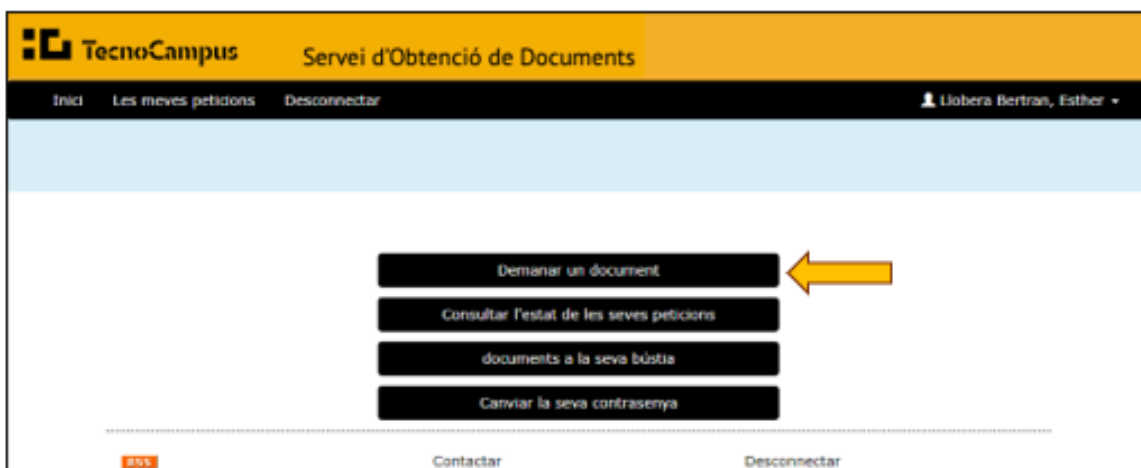 TecnoCampus Servei d'Obtenció de Documents
Inici Les meves peticions Desconnectar Llobera Bertran, Esther
Demanar un document
Consultar l'estat de les seves peticions
documents a la seva bústia
Canviar la seva contrasenya
RSS Contactar Desconnectar